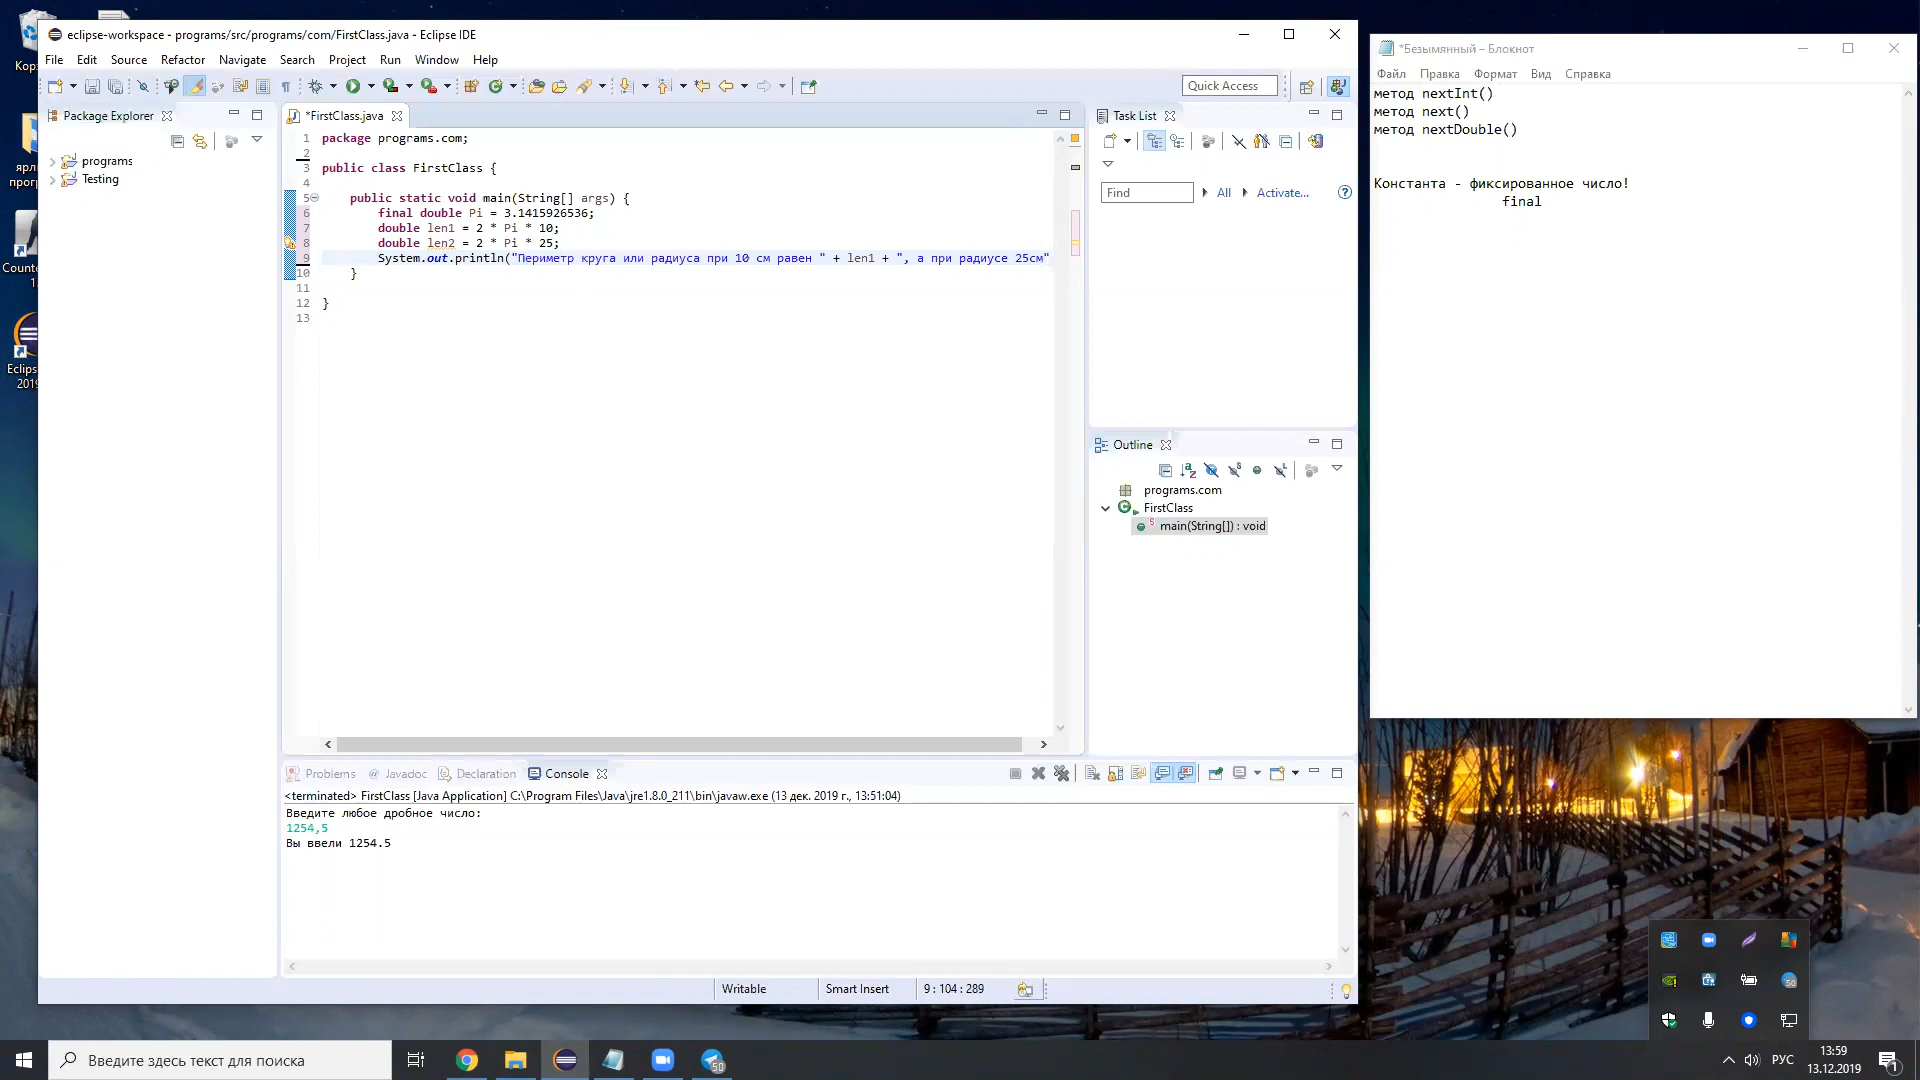 eclipse-workspace - programs/src/programs/com/FirstClass.java - Eclipse IDE
File Edit Source Refactor Navigate Search Project Run Window Help
Quick Access
Package Explorer
programs
Testing
*FirstClass.java
1 package programs.com;
2
3 public class FirstClass {
4
5 public static void main(String[] args) {
6 final double Pi = 3.1415926536;
7 double len1 = 2 * Pi * 10;
8 double len2 = 2 * Pi * 25;
9 System.out.println("Периметр круга или радиуса при 10 см равен " + len1 + ", а при радиусе 25см"
10 }
11
12 }
13
Task List
Find All Activate...
Outline
programs.com
FirstClass
main(String[]) : void
Problems Javadoc Declaration Console
<terminated> FirstClass [Java Application] C:\Program Files\Java\jre1.8.0_211\bin\javaw.exe (13 дек. 2019 г., 13:51:04)
Введите любое дробное число:
1254,5
Вы ввели 1254.5
Writable Smart Insert 9 : 104 : 289
*Безымянный – Блокнот
Файл Правка Формат Вид Справка
метод nextInt()
метод next()
метод nextDouble()
Константа - фиксированное число!
final
Eclips
2019
Введите здесь текст для поиска
50
50
РУС
13:59
13.12.2019
1